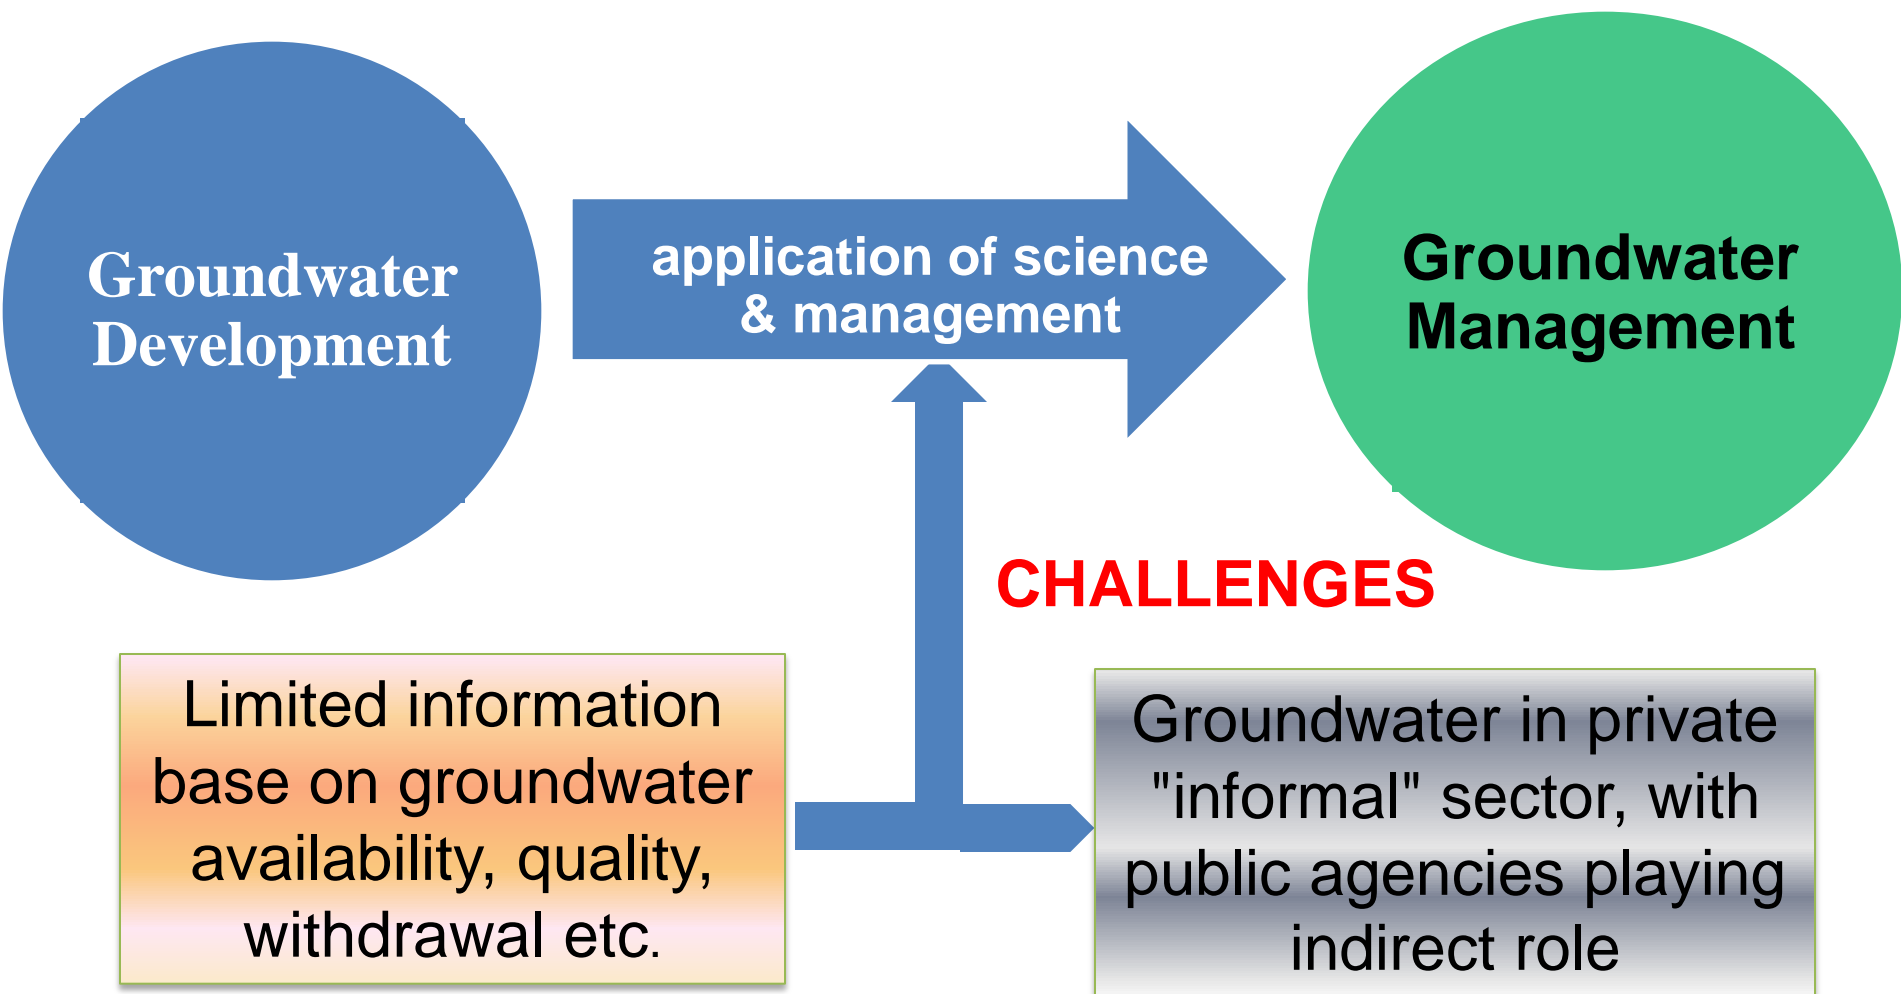 Groundwater
Development
application of science
& management
Groundwater
Management
CHALLENGES
Limited information
base on groundwater
availability, quality,
withdrawal etc.
Groundwater in private
"informal" sector, with
public agencies playing
indirect role